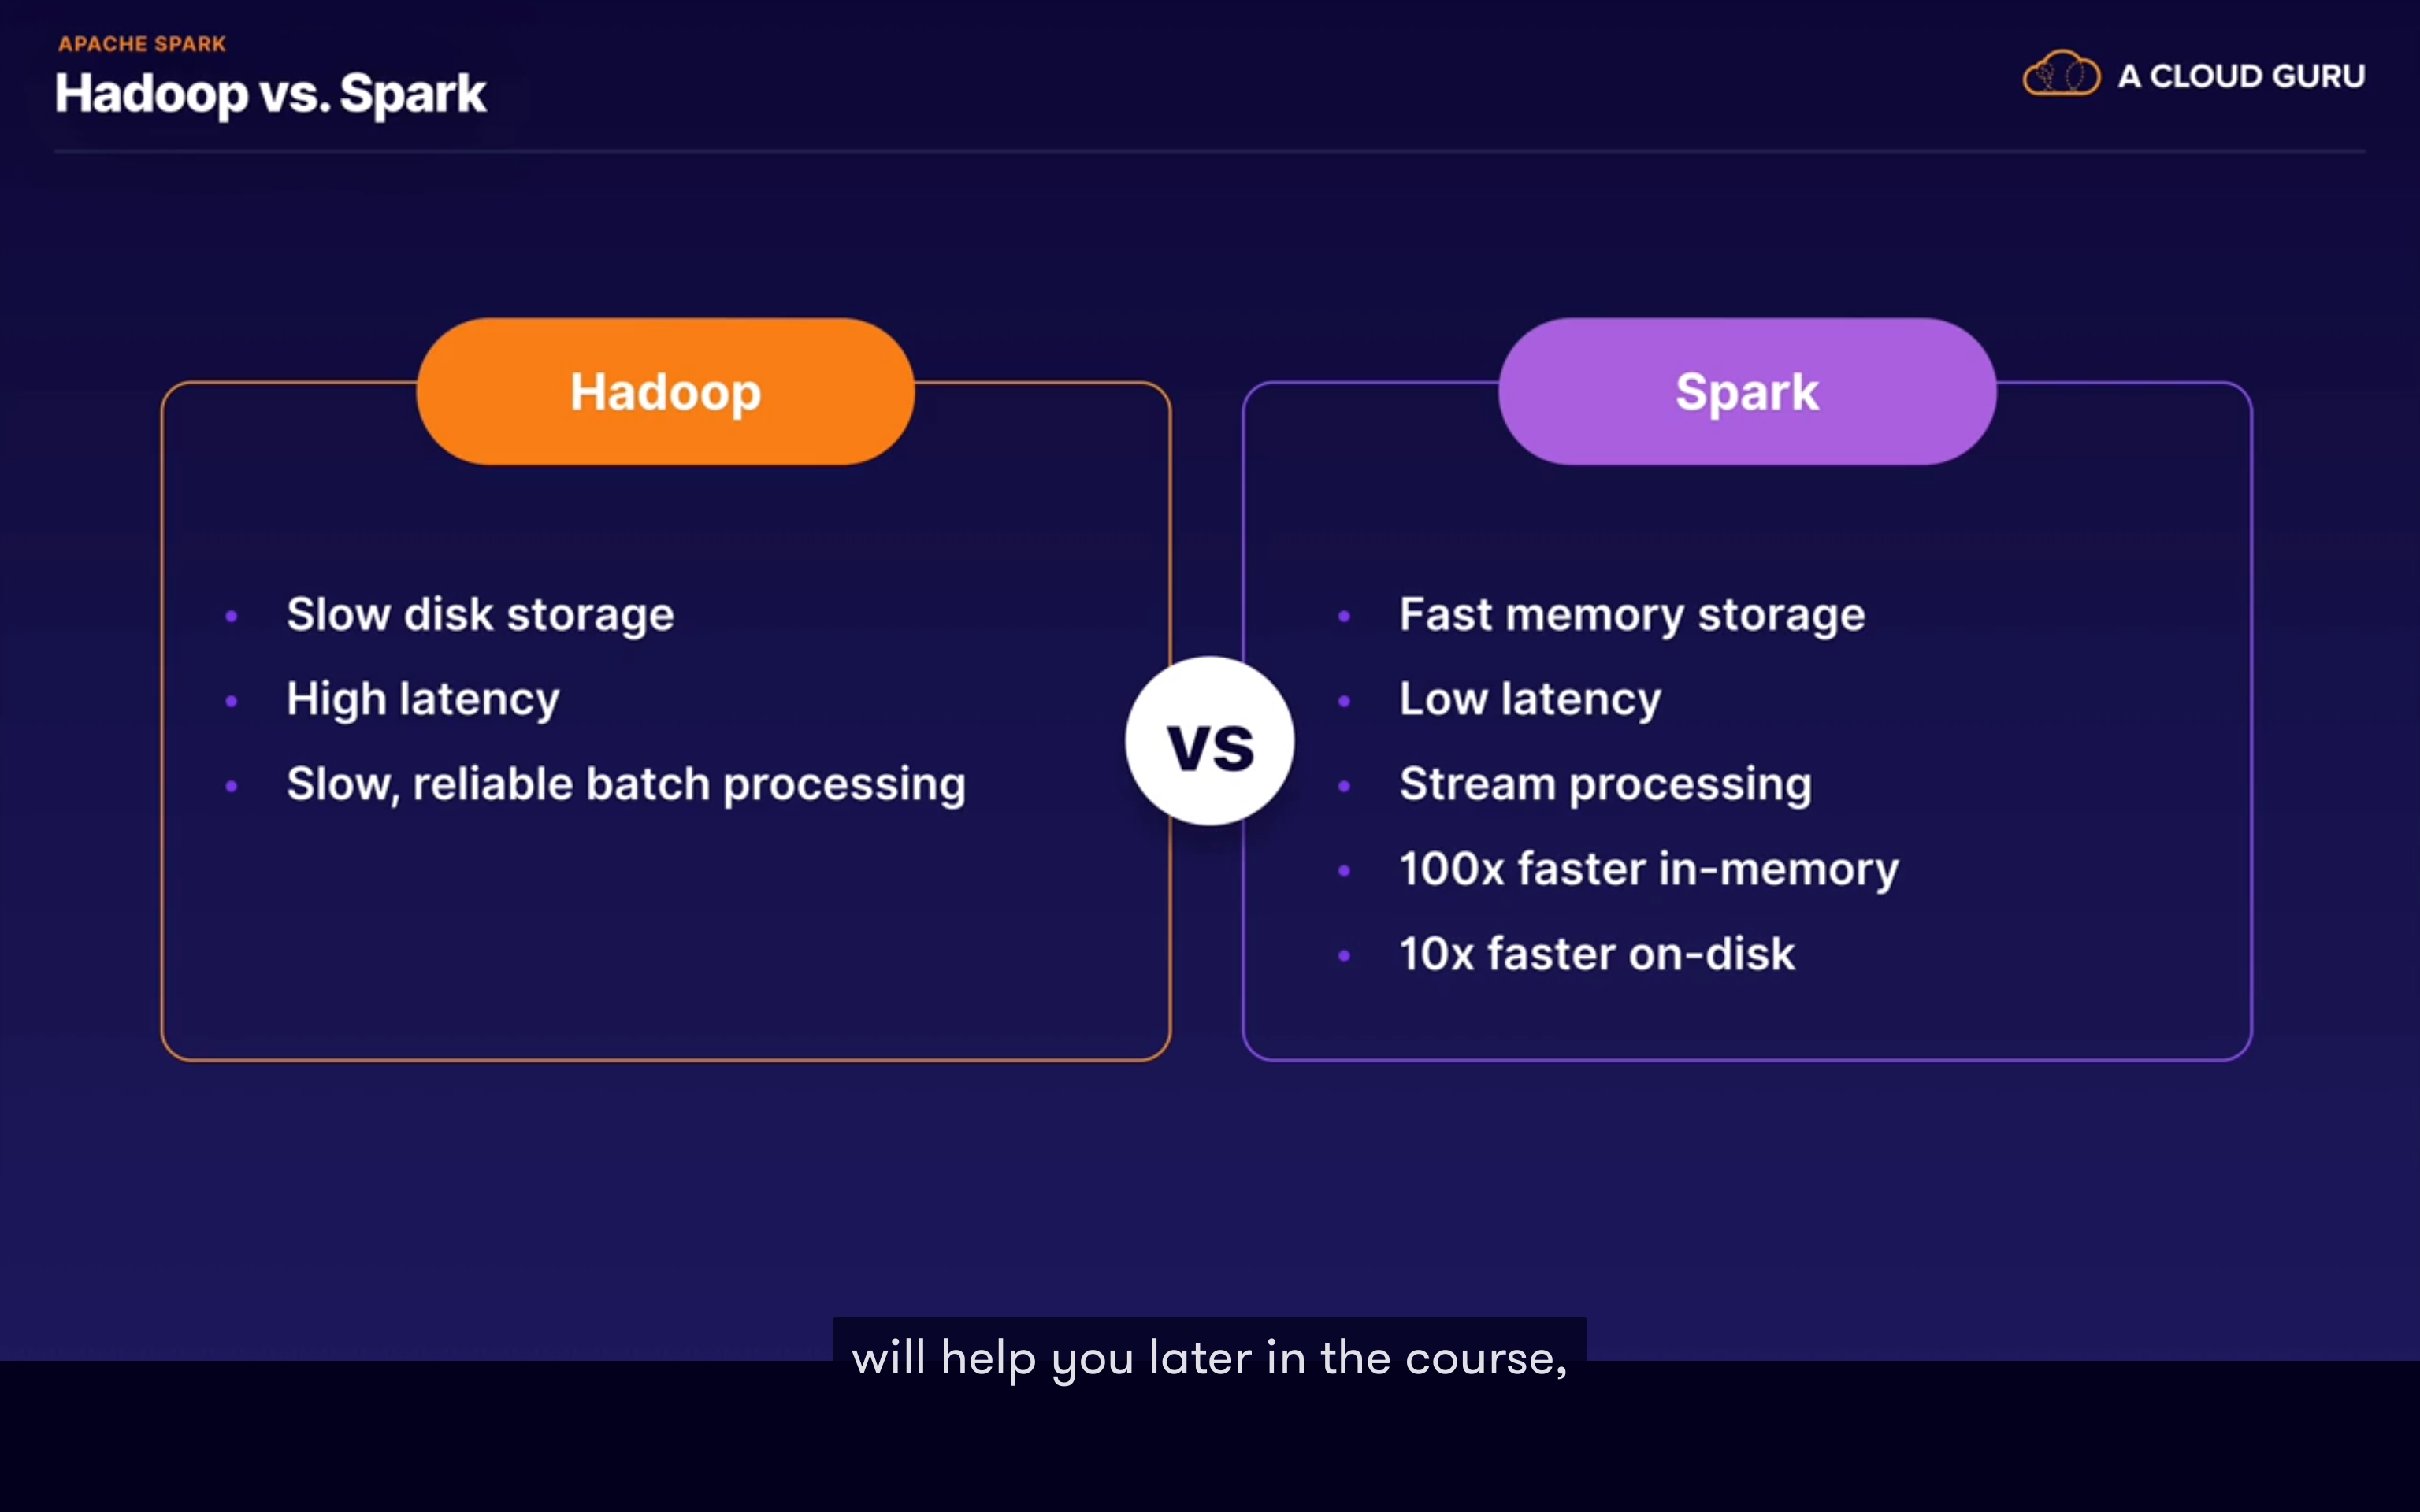 APACHE SPARK
Hadoop vs. Spark
A CLOUD GURU
Hadoop
Slow disk storage
High latency
Slow, reliable batch processing
vs
Spark
Fast memory storage
Low latency
Stream processing
100x faster in-memory
10x faster on-disk
will help you later in the course,